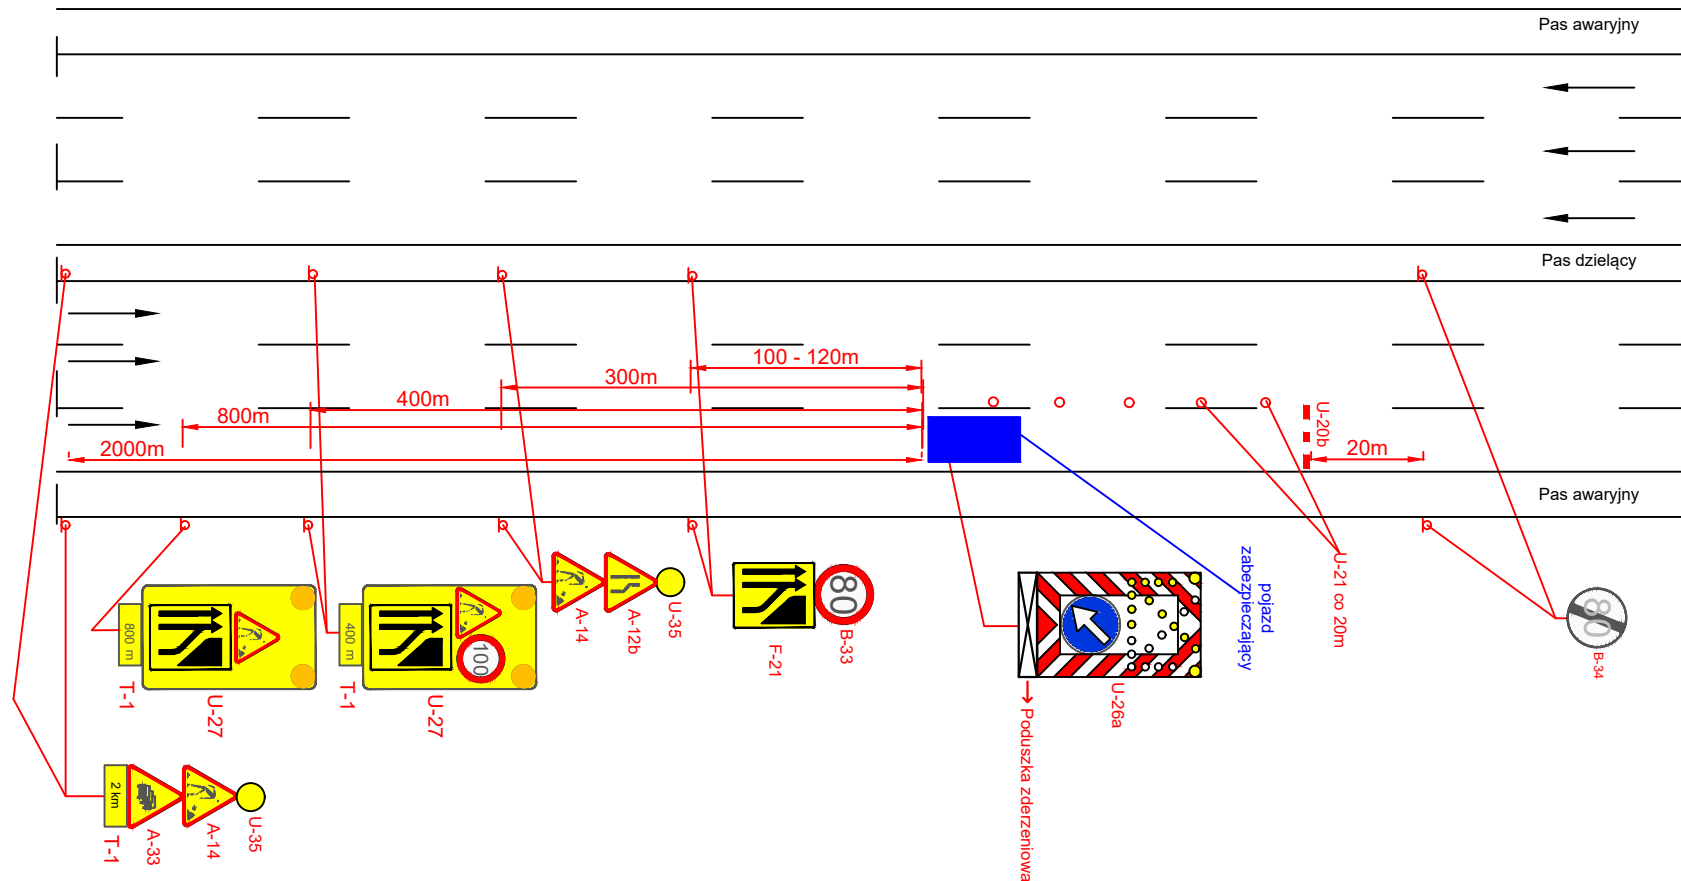 Pas awaryjny
Pas dzielący
100 - 120m
300m
400m
800m
2000m
U-20b
20m
Pas awaryjny
U-21 co 20m
pojazd
zabezpieczający
800 m
T-1
U-27
400 m
T-1
100
U-27
A-14
A-12b
U-35
F-21
80
B-33
U-26a
Poduszka zderzeniowa
80
B-34
2 km
T-1
A-33
A-14
U-35